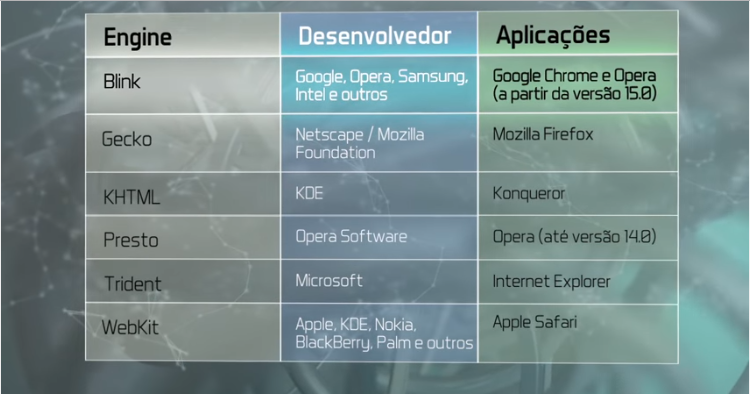 Engine Desenvolvedor Aplicações
Blink Google, Opera, Samsung, Google Chrome e Opera
Intel e outros (a partir da versão 15.0)
Gecko Netscape / Mozilla Mozilla Firefox
Foundation
KHTML KDE Konqueror
Presto Opera Software Opera (até versão 14.0)
Trident Microsoft Internet Explorer
WebKit Apple, KDE, Nokia, Apple Safari
BlackBerry, Palm e outros